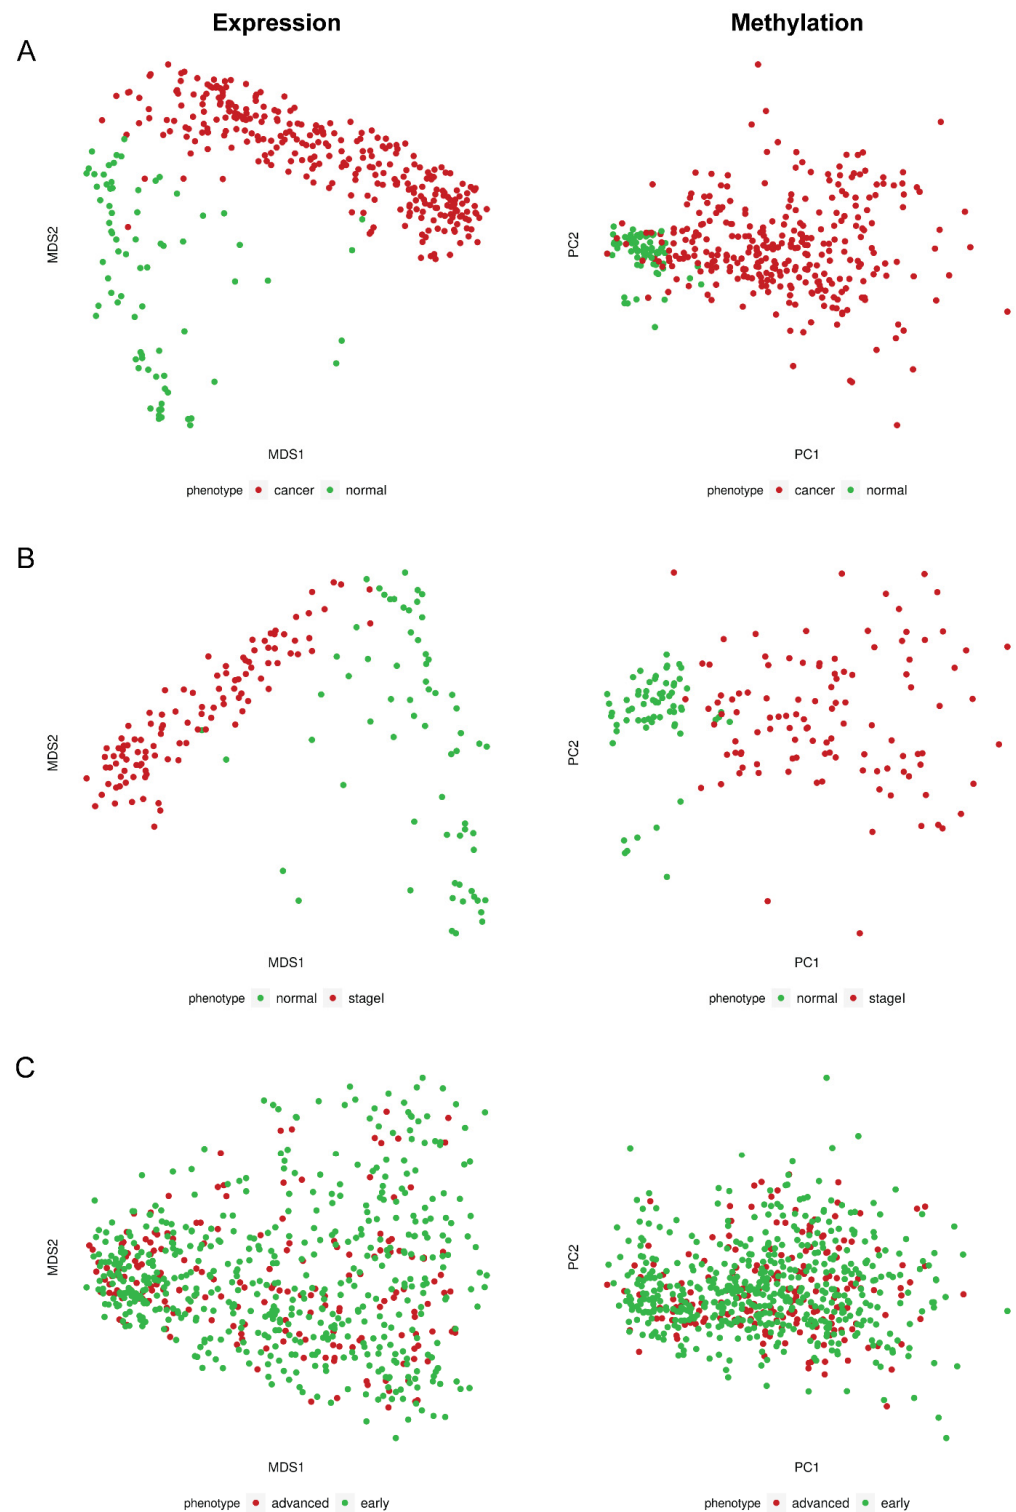 Expression Methylation
A
MDS2
PC2
MDS1 PC1
phenotype cancer normal phenotype cancer normal
B
MDS2
PC2
MDS1 PC1
phenotype normal stageI phenotype normal stageI
C
MDS2
PC2
MDS1 PC1
phenotype advanced early phenotype advanced early